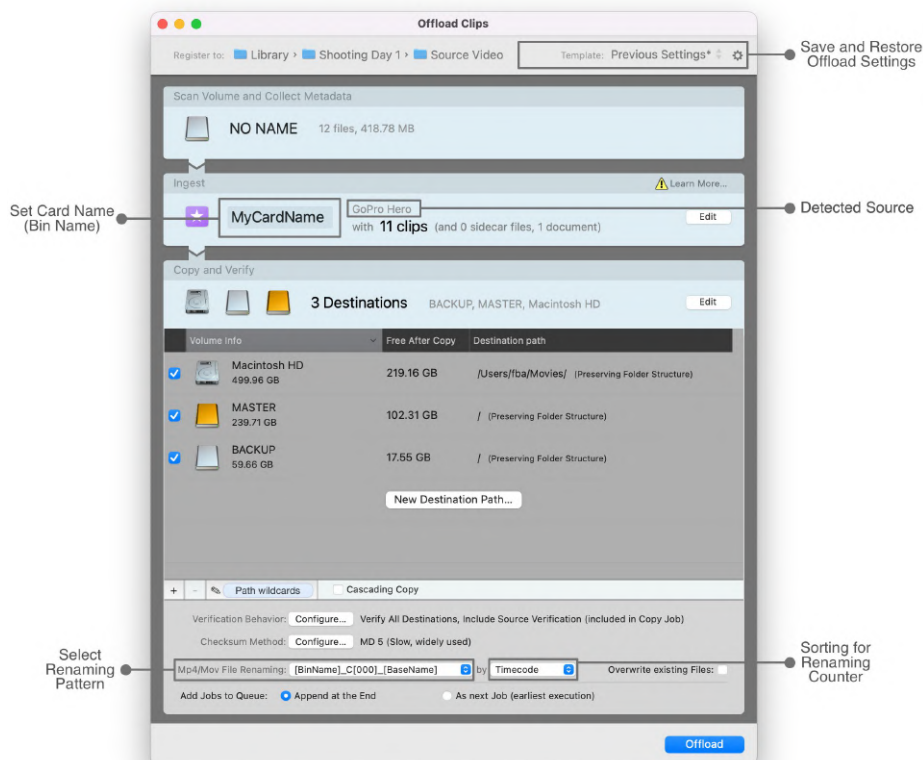 Offload Clips
Register to: Library › Shooting Day 1 › Source Video Template: Previous Settings*
Save and Restore
Offload Settings
Scan Volume and Collect Metadata
NO NAME 12 files, 418.78 MB
Ingest Learn More...
Set Card Name
(Bin Name)
MyCardName GoPro Hero
with 11 clips (and 0 sidecar files, 1 document) Edit
Detected Source
Copy and Verify
3 Destinations BACKUP, MASTER, Macintosh HD Edit
Volume Info Free After Copy Destination path
Macintosh HD
499.96 GB 219.16 GB /Users/fba/Movies/ (Preserving Folder Structure)
MASTER
239.71 GB 102.31 GB / (Preserving Folder Structure)
BACKUP
59.66 GB 17.55 GB / (Preserving Folder Structure)
New Destination Path...
+ - Path wildcards Cascading Copy
Verification Behavior: Configure... Verify All Destinations, Include Source Verification (included in Copy Job)
Checksum Method: Configure... MD 5 (Slow, widely used)
Select
Renaming
Pattern
Mp4/Mov File Renaming: [BinName]_C[000]_[BaseName] by Timecode Overwrite existing Files:
Sorting for
Renaming
Counter
Add Jobs to Queue: Append at the End As next Job (earliest execution)
Offload